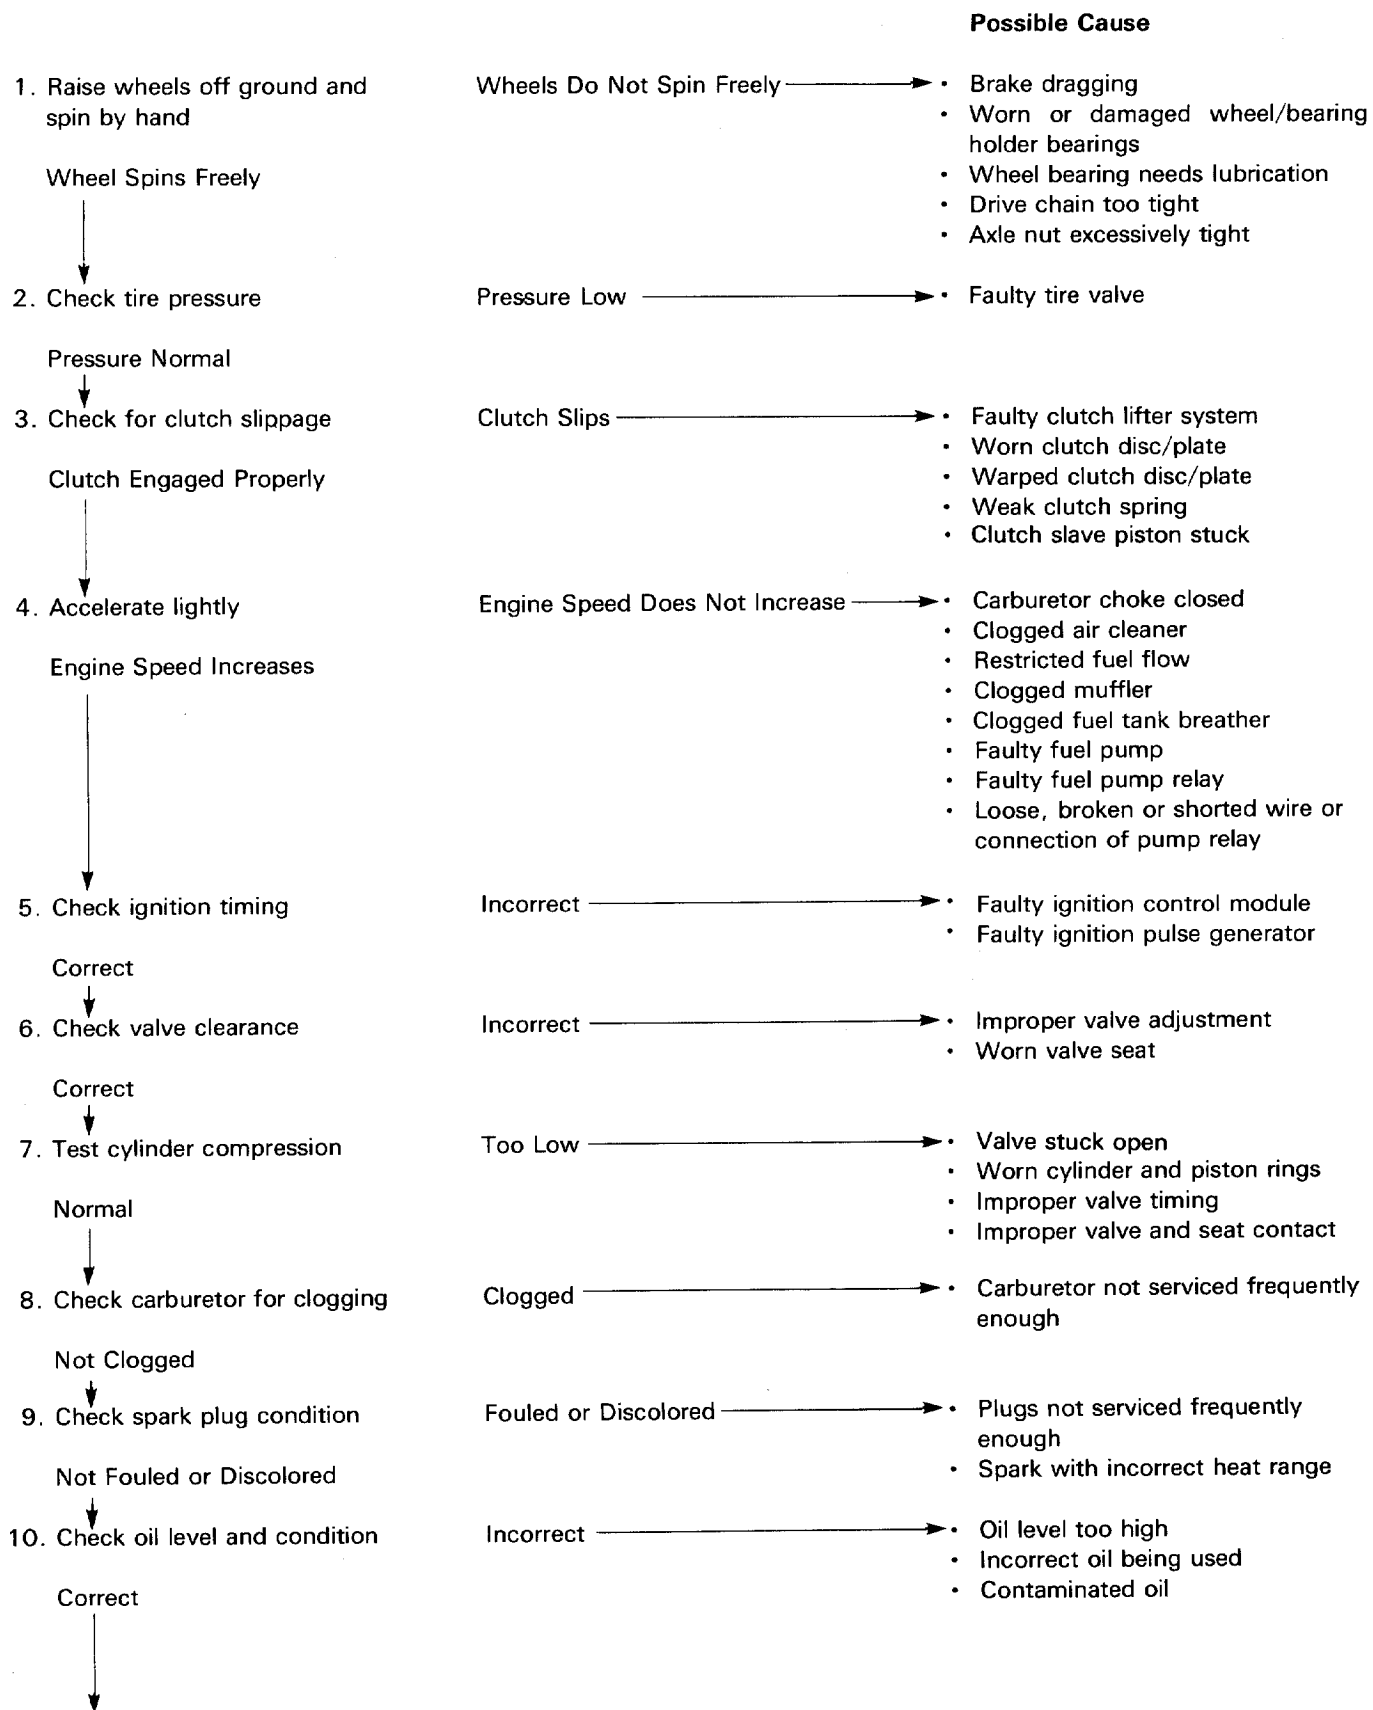 Possible Cause
1. Raise wheels off ground and
spin by hand
Wheels Do Not Spin Freely
• Brake dragging
• Worn or damaged wheel/bearing
holder bearings
• Wheel bearing needs lubrication
• Drive chain too tight
• Axle nut excessively tight
Wheel Spins Freely
2. Check tire pressure
Pressure Low
• Faulty tire valve
Pressure Normal
3. Check for clutch slippage
Clutch Slips
• Faulty clutch lifter system
• Worn clutch disc/plate
• Warped clutch disc/plate
• Weak clutch spring
• Clutch slave piston stuck
Clutch Engaged Properly
4. Accelerate lightly
Engine Speed Does Not Increase
• Carburetor choke closed
• Clogged air cleaner
• Restricted fuel flow
• Clogged muffler
• Clogged fuel tank breather
• Faulty fuel pump
• Faulty fuel pump relay
• Loose, broken or shorted wire or
connection of pump relay
Engine Speed Increases
5. Check ignition timing
Incorrect
• Faulty ignition control module
• Faulty ignition pulse generator
Correct
6. Check valve clearance
Incorrect
• Improper valve adjustment
• Worn valve seat
Correct
7. Test cylinder compression
Too Low
• Valve stuck open
• Worn cylinder and piston rings
• Improper valve timing
• Improper valve and seat contact
Normal
8. Check carburetor for clogging
Clogged
• Carburetor not serviced frequently
enough
Not Clogged
9. Check spark plug condition
Fouled or Discolored
• Plugs not serviced frequently
enough
• Spark with incorrect heat range
Not Fouled or Discolored
10. Check oil level and condition
Incorrect
• Oil level too high
• Incorrect oil being used
• Contaminated oil
Correct